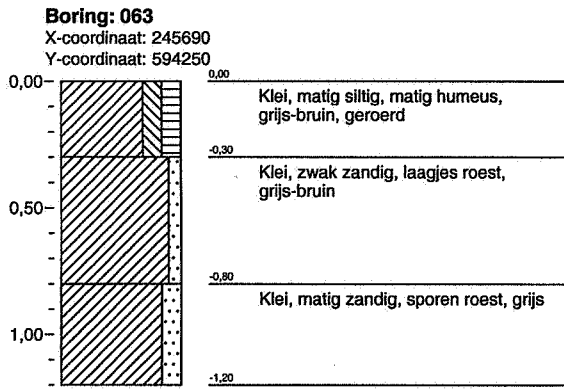 Boring: 063
X-coordinaat: 245690
Y-coordinaat: 594250
0,00
0,00
Klei, matig siltig, matig humeus,
grijs-bruin, geroerd
-0,30
Klei, zwak zandig, laagjes roest,
grijs-bruin
0,50
-0,80
Klei, matig zandig, sporen roest, grijs
1,00
-1,20